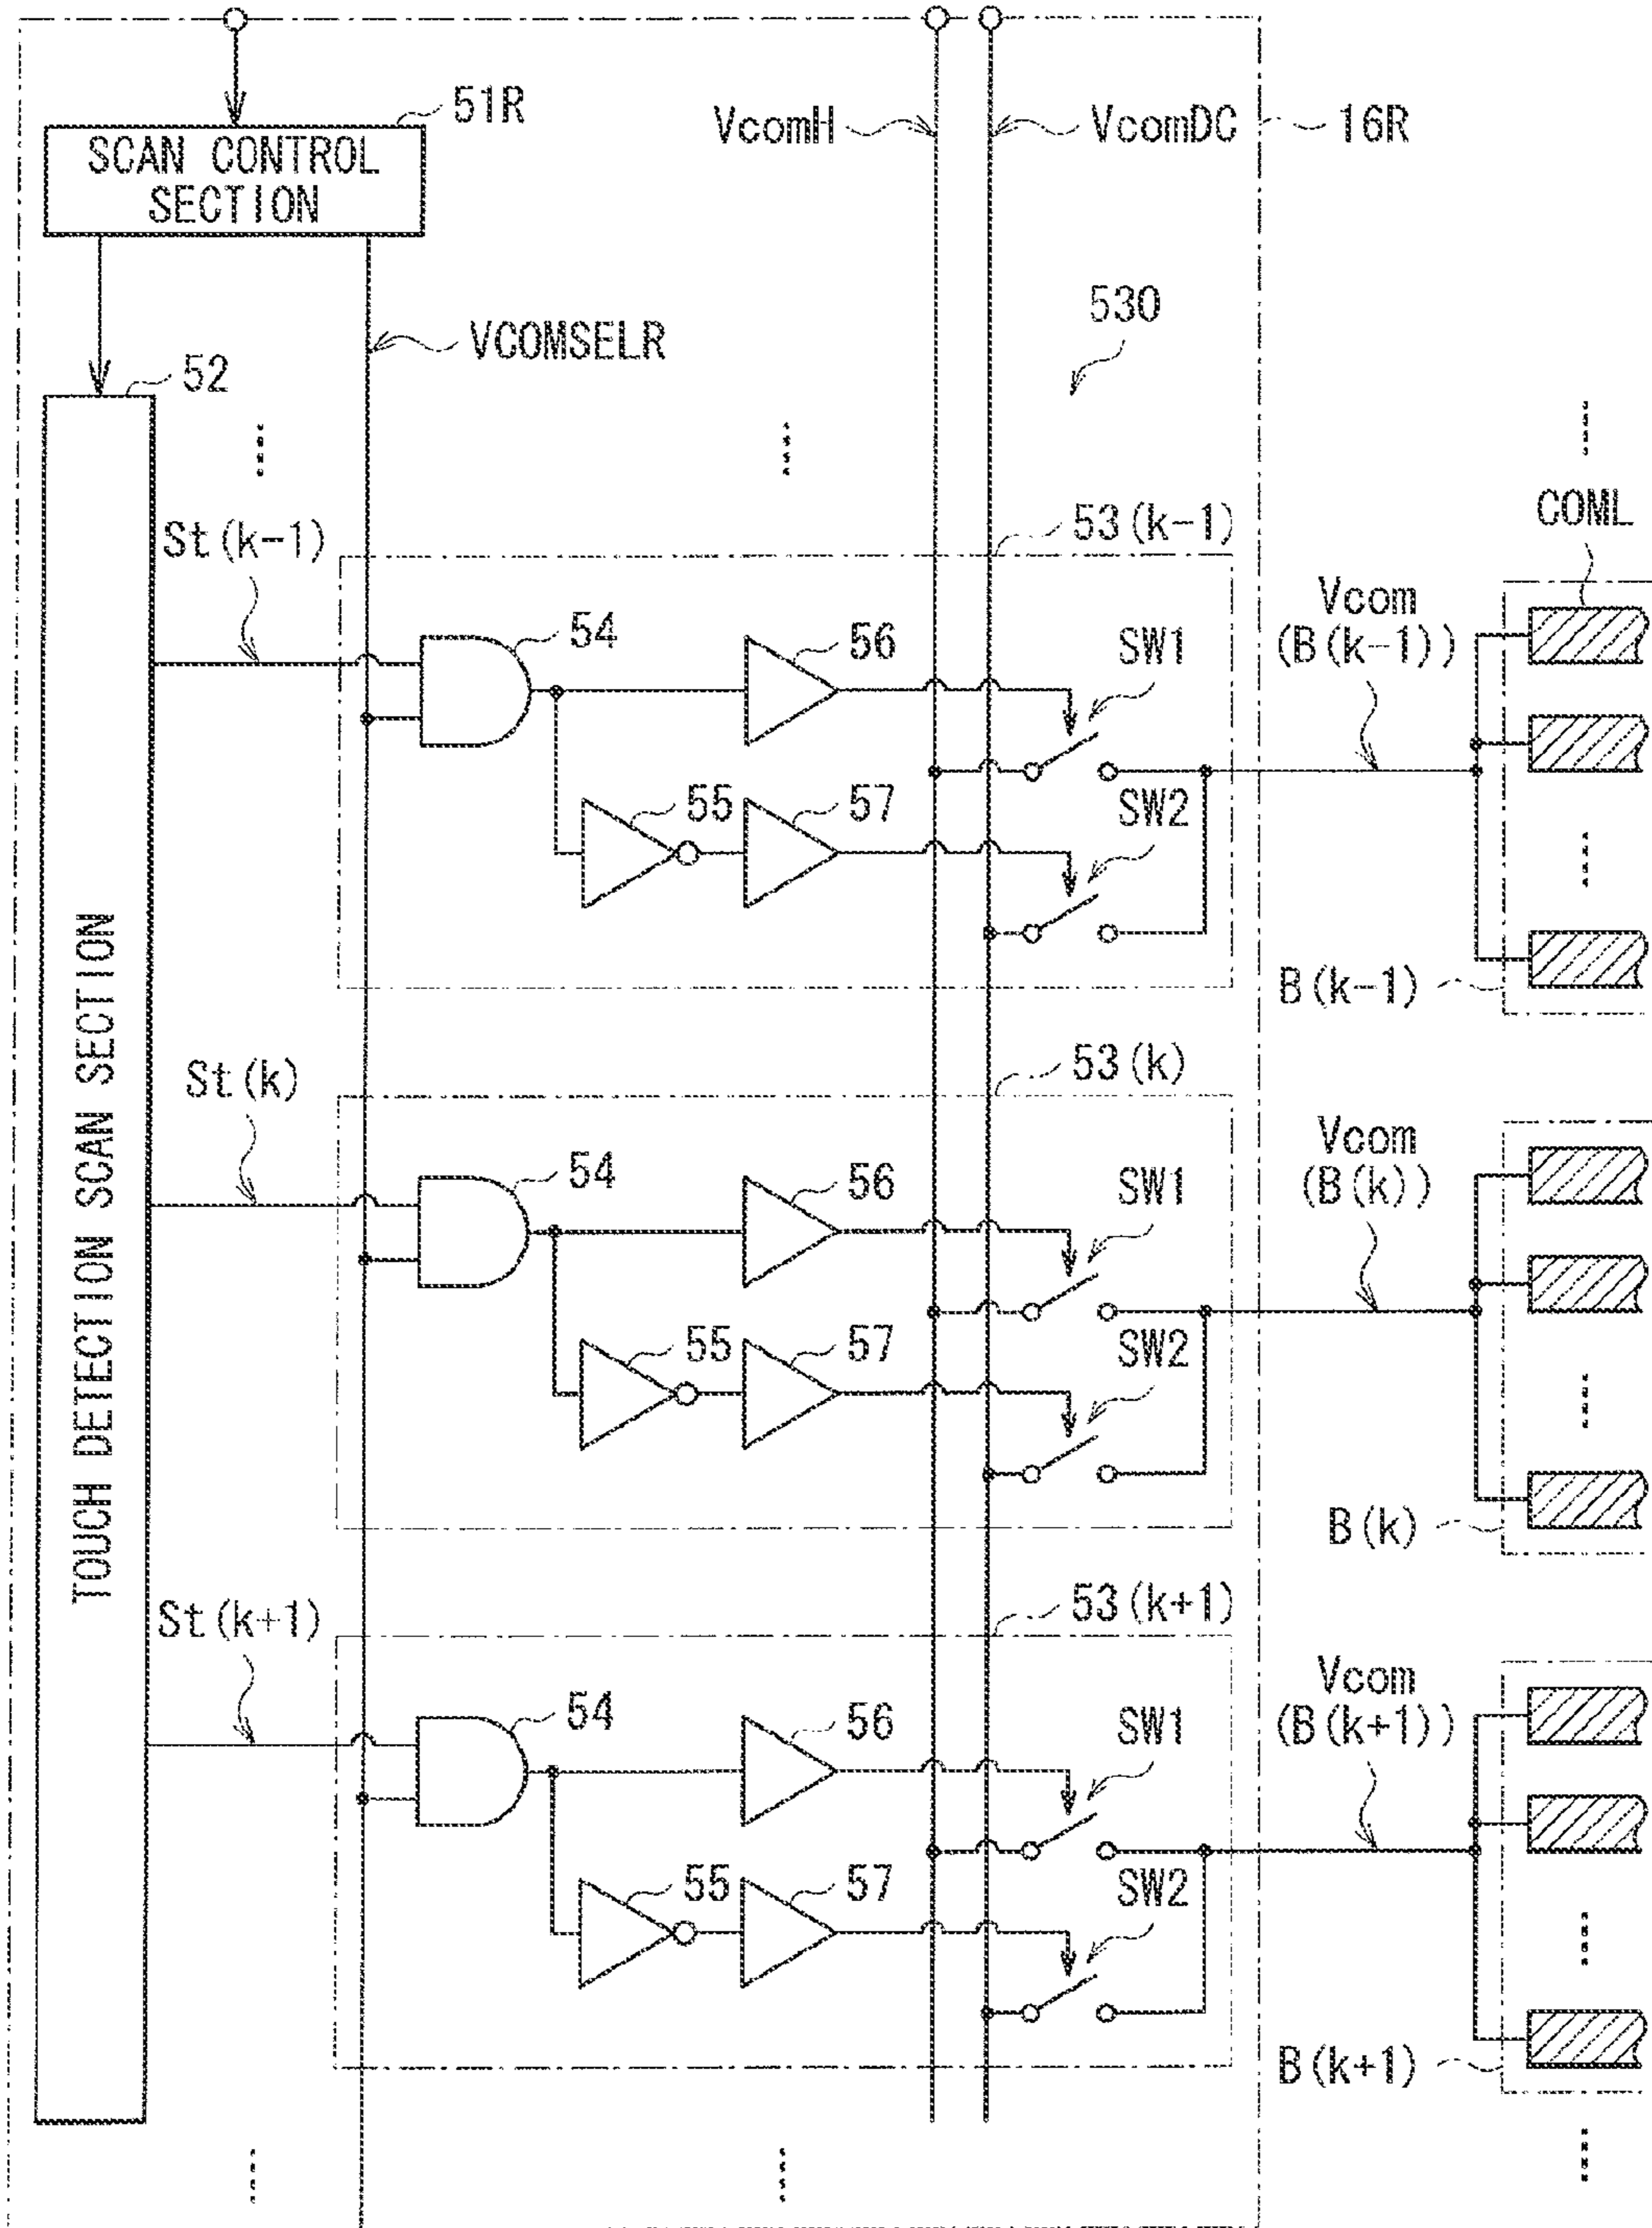 51R
SCAN CONTROL
SECTION
VcomH
VcomDC
16R
530
VCOMSELR
52
TOUCH DETECTION SCAN SECTION
COML
St(k-1)
53(k-1)
54
56
SW1
Vcom
(B(k-1))
55
57
SW2
B(k-1)
St(k)
53(k)
54
56
SW1
Vcom
(B(k))
55
57
SW2
B(k)
St(k+1)
53(k+1)
54
56
SW1
Vcom
(B(k+1))
55
57
SW2
B(k+1)